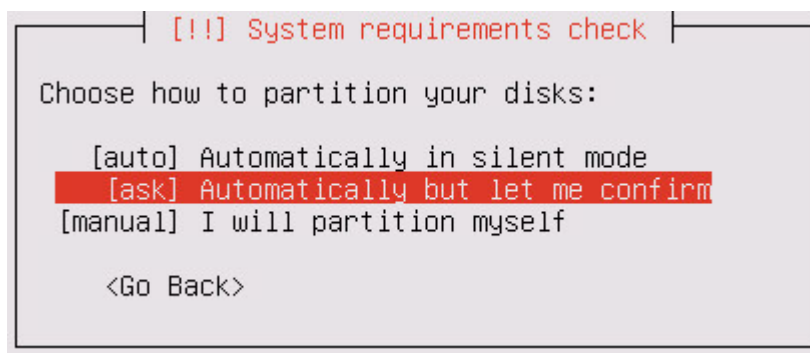 [!!] System requirements check
Choose how to partition your disks:
[auto] Automatically in silent mode
[ask] Automatically but let me confirm
[manual] I will partition myself
<Go Back>